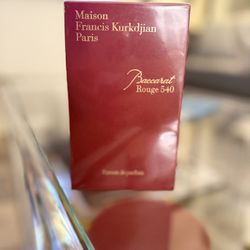 Maison
Francis Kurkdjian
Paris
Baccarat
Rouge 540
Extrait de parfum